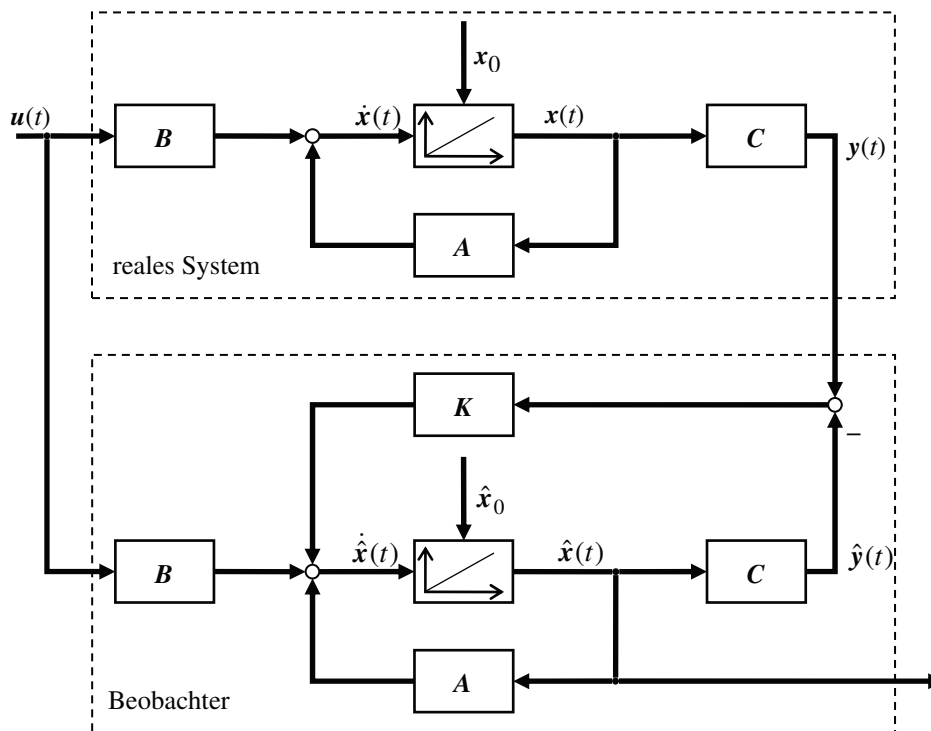 x₀
u(t)
B
ẋ(t)
x(t)
C
y(t)
A
reales System
K
–
x̂₀
B
x̂̇(t)
x̂(t)
C
ŷ(t)
A
Beobachter